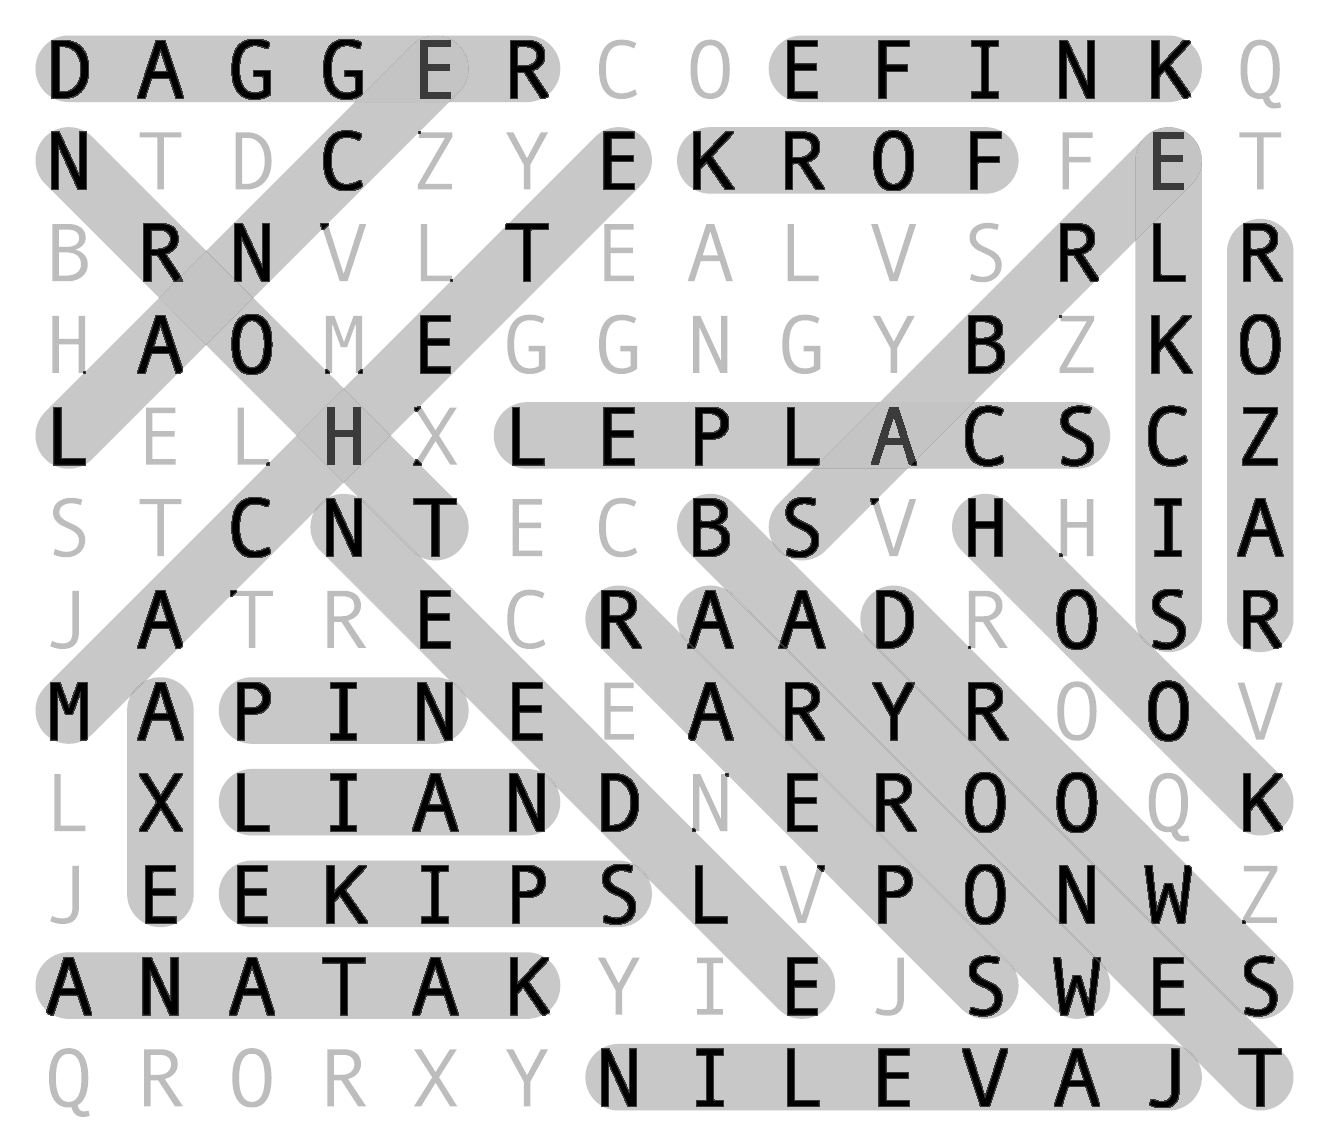 D A G G E R C O E F I N K Q
N T D C Z Y E K R O F F E T
B R N V L T E A L V S R L R
H A O M E G G N G Y B Z K O
L E L H X L E P L A C S C Z
S T C N T E C B S V H H I A
J A T R E C R A A D R O S R
M A P I N E E A R Y R O O V
L X L I A N D N E R O O Q K
J E E K I P S L V P O N W Z
A N A T A K Y I E J S W E S
Q R O R X Y N I L E V A J T